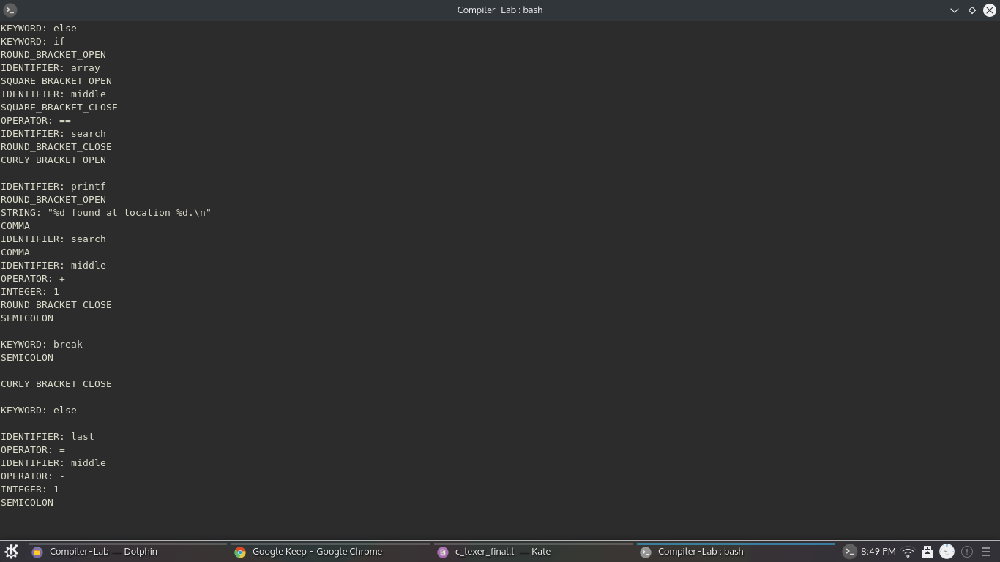 Compiler-Lab : bash
KEYWORD: else
KEYWORD: if
ROUND_BRACKET_OPEN
IDENTIFIER: array
SQUARE_BRACKET_OPEN
IDENTIFIER: middle
SQUARE_BRACKET_CLOSE
OPERATOR: ==
IDENTIFIER: search
ROUND_BRACKET_CLOSE
CURLY_BRACKET_OPEN
IDENTIFIER: printf
ROUND_BRACKET_OPEN
STRING: "%d found at location %d.\n"
COMMA
IDENTIFIER: search
COMMA
IDENTIFIER: middle
OPERATOR: +
INTEGER: 1
ROUND_BRACKET_CLOSE
SEMICOLON
KEYWORD: break
SEMICOLON
CURLY_BRACKET_CLOSE
KEYWORD: else
IDENTIFIER: last
OPERATOR: =
IDENTIFIER: middle
OPERATOR: -
INTEGER: 1
SEMICOLON
Compiler-Lab — Dolphin
Google Keep - Google Chrome
c_lexer_final.l — Kate
Compiler-Lab : bash
8:49 PM